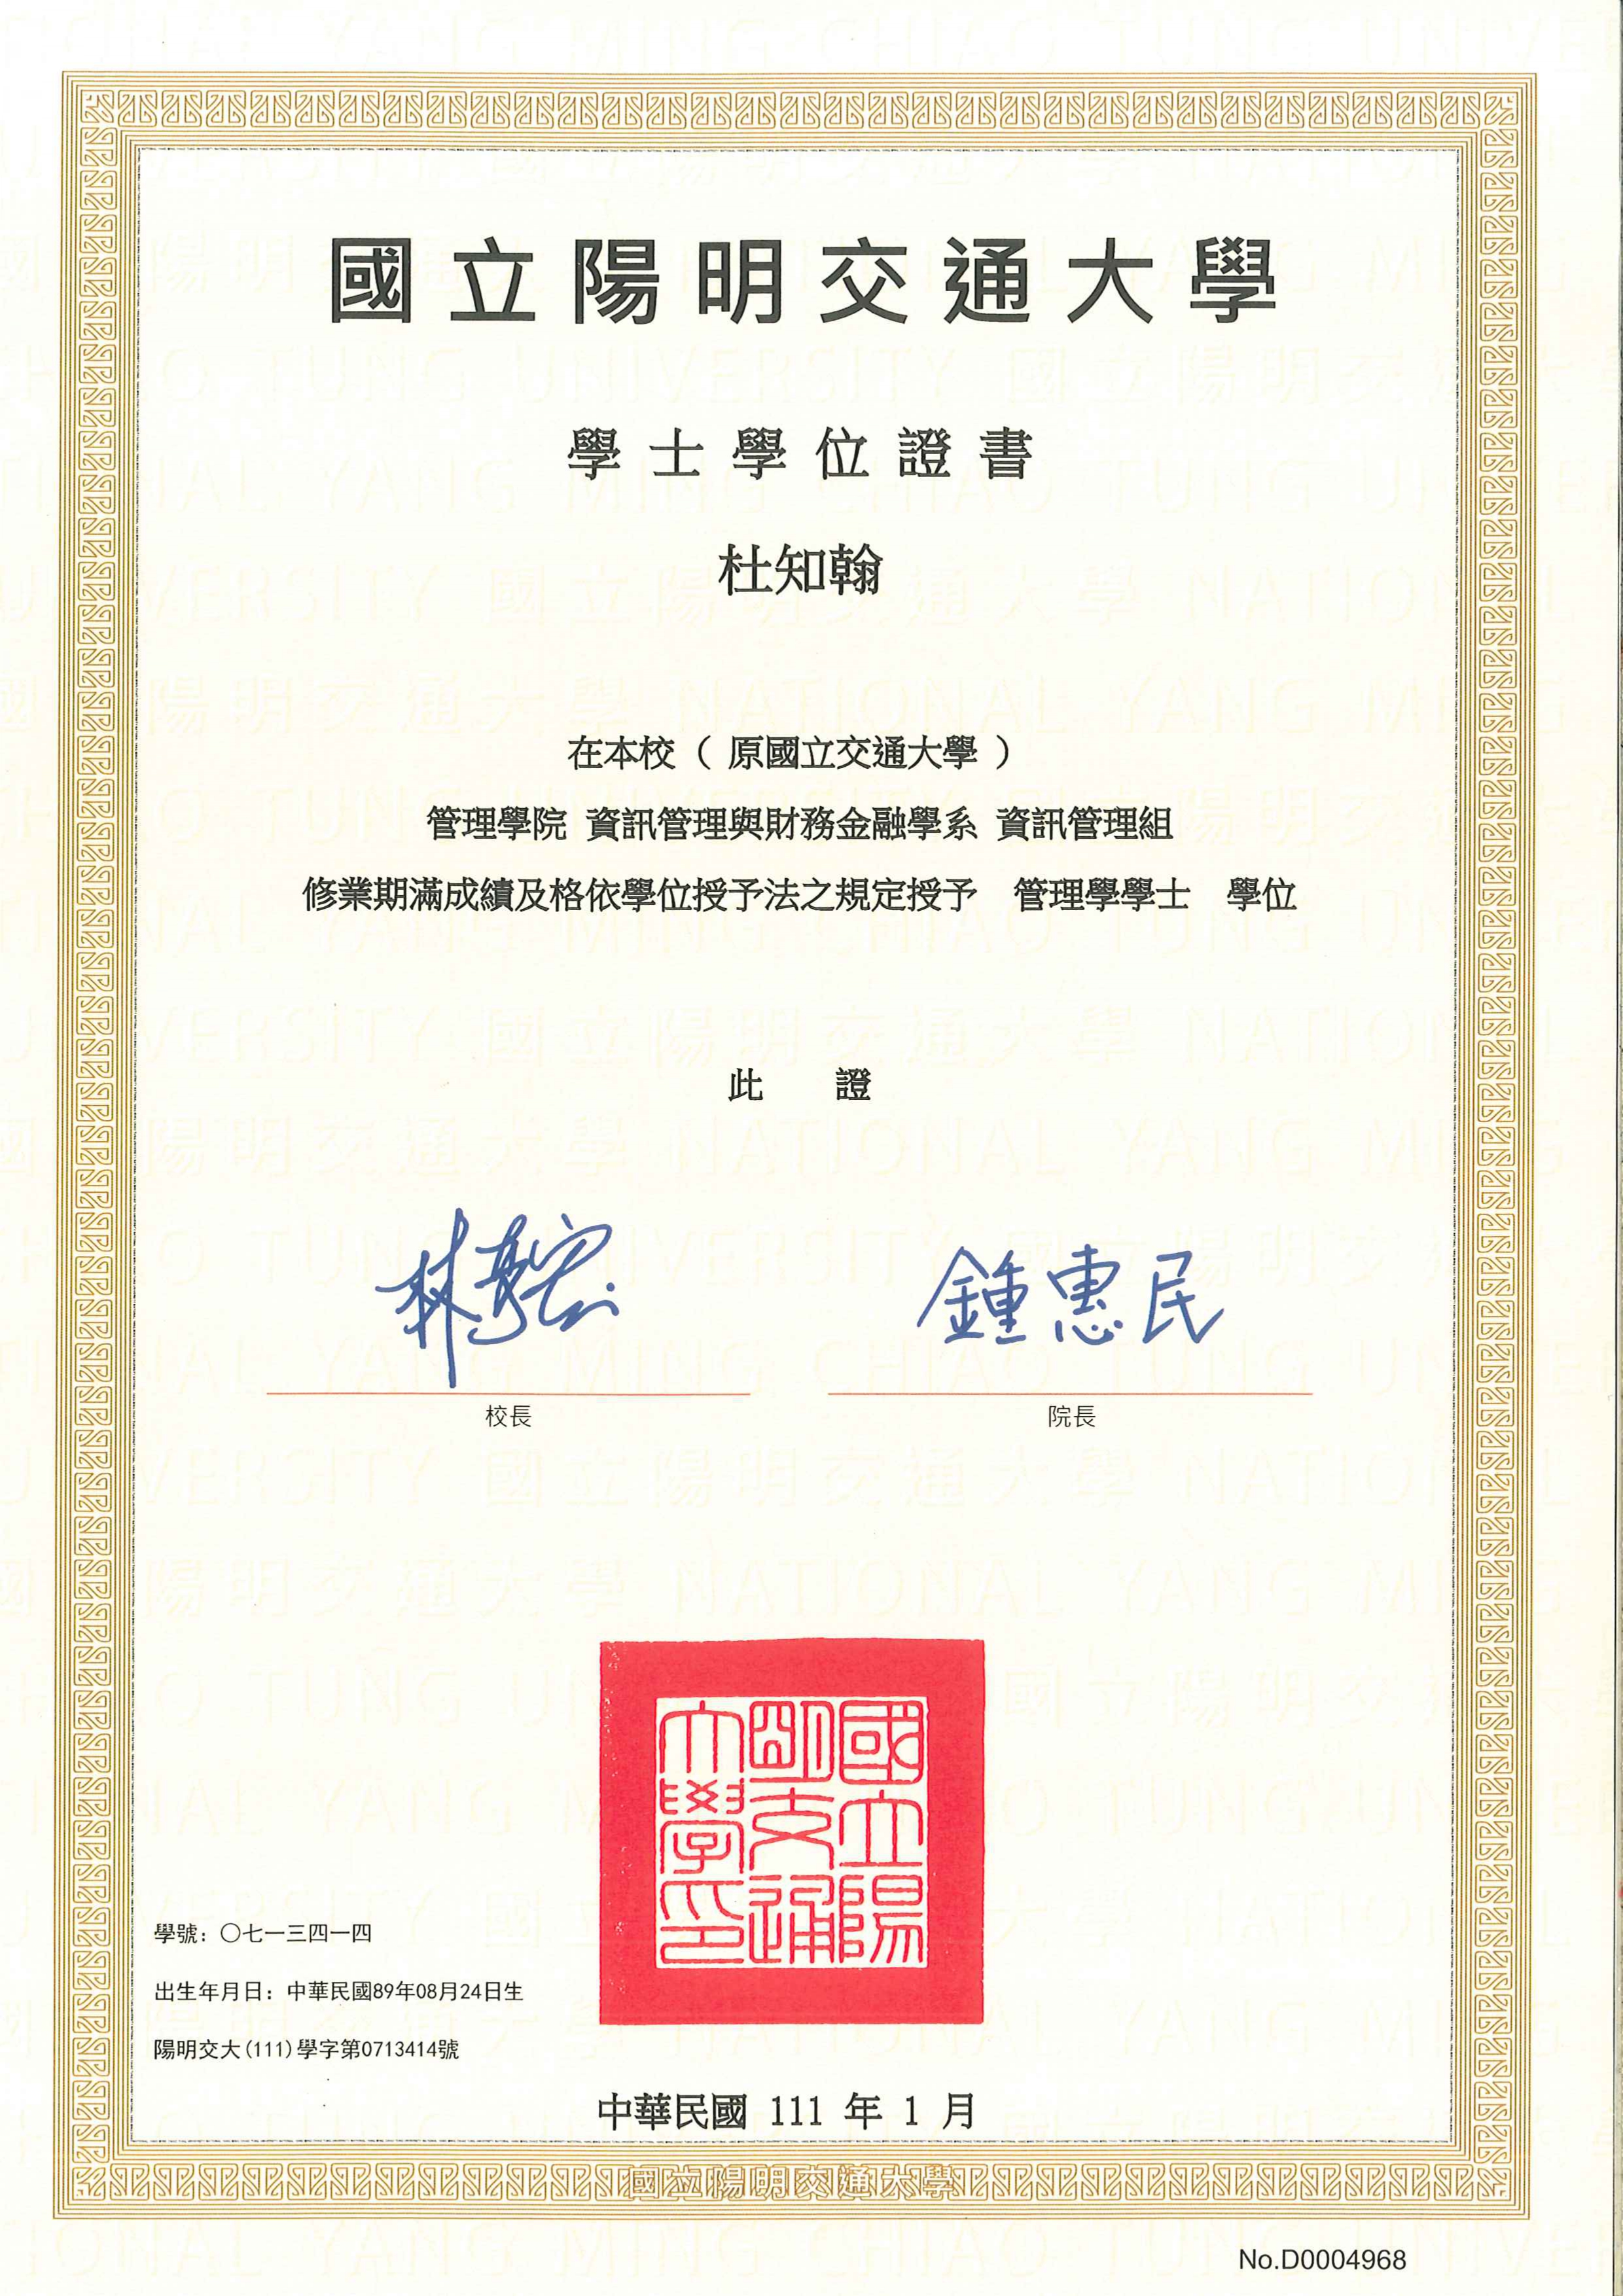 國立陽明交通大學
學士學位證書
杜知翰
在本校（原國立交通大學）
管理學院 資訊管理與財務金融學系 資訊管理組
修業期滿成績及格依學位授予法之規定授予 管理學學士 學位
此 證
鍾惠民
校長
院長
國立陽明交通大學印
學號：〇七一三四一四
出生年月日：中華民國89年08月24日生
陽明交大(111)學字第0713414號
中華民國 111 年 1 月
國立陽明交通大學
No.D0004968